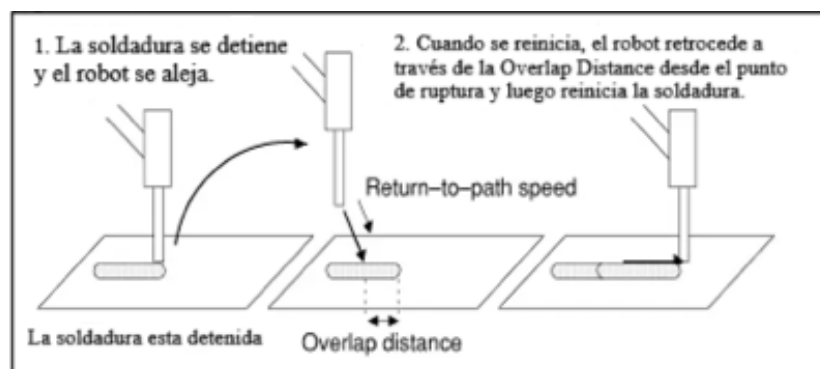 1. La soldadura se detiene
y el robot se aleja.
2. Cuando se reinicia, el robot retrocede a
través de la Overlap Distance desde el punto
de ruptura y luego reinicia la soldadura.
Return-to-path speed
La soldadura esta detenida
Overlap distance